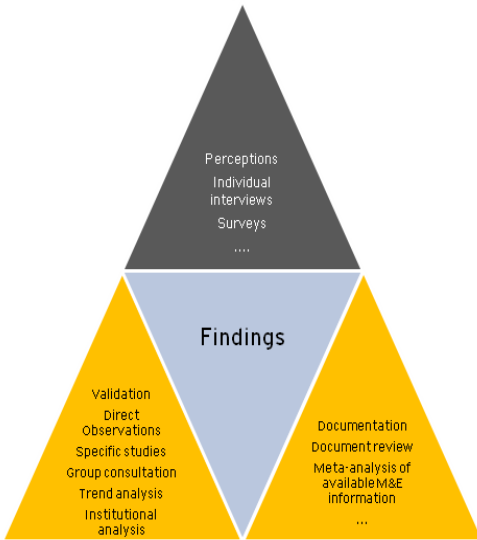 Perceptions
Individual
interviews
Surveys
....
Findings
Validation
Direct
Observations
Specific studies
Group consultation
Trend analysis
Institutional
analysis
Documentation
Document review
Meta-analysis of
available M&E
information
...